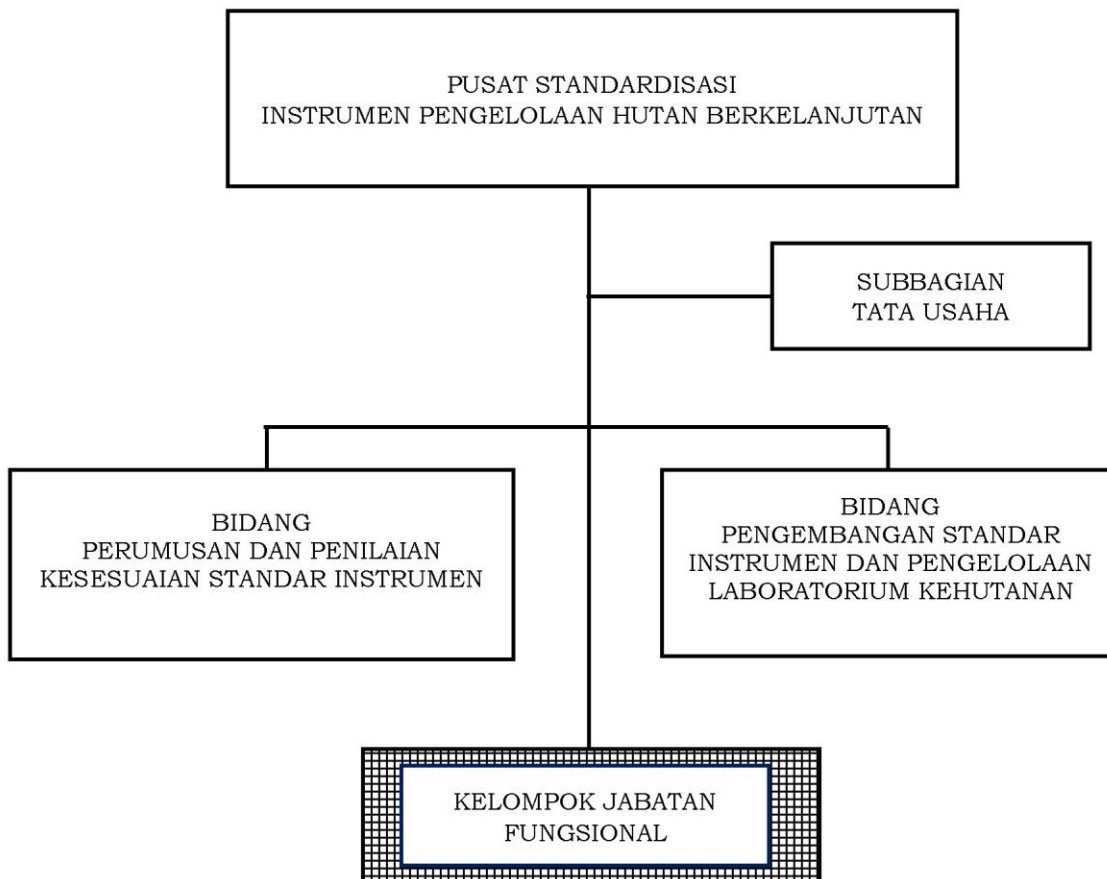 PUSAT STANDARDISASI
INSTRUMEN PENGELOLAAN HUTAN BERKELANJUTAN
SUBBAGIAN
TATA USAHA
BIDANG
PERUMUSAN DAN PENILAIAN
KESESUAIAN STANDAR INSTRUMEN
BIDANG
PENGEMBANGAN STANDAR
INSTRUMEN DAN PENGELOLAAN
LABORATORIUM KEHUTANAN
KELOMPOK JABATAN
FUNGSIONAL